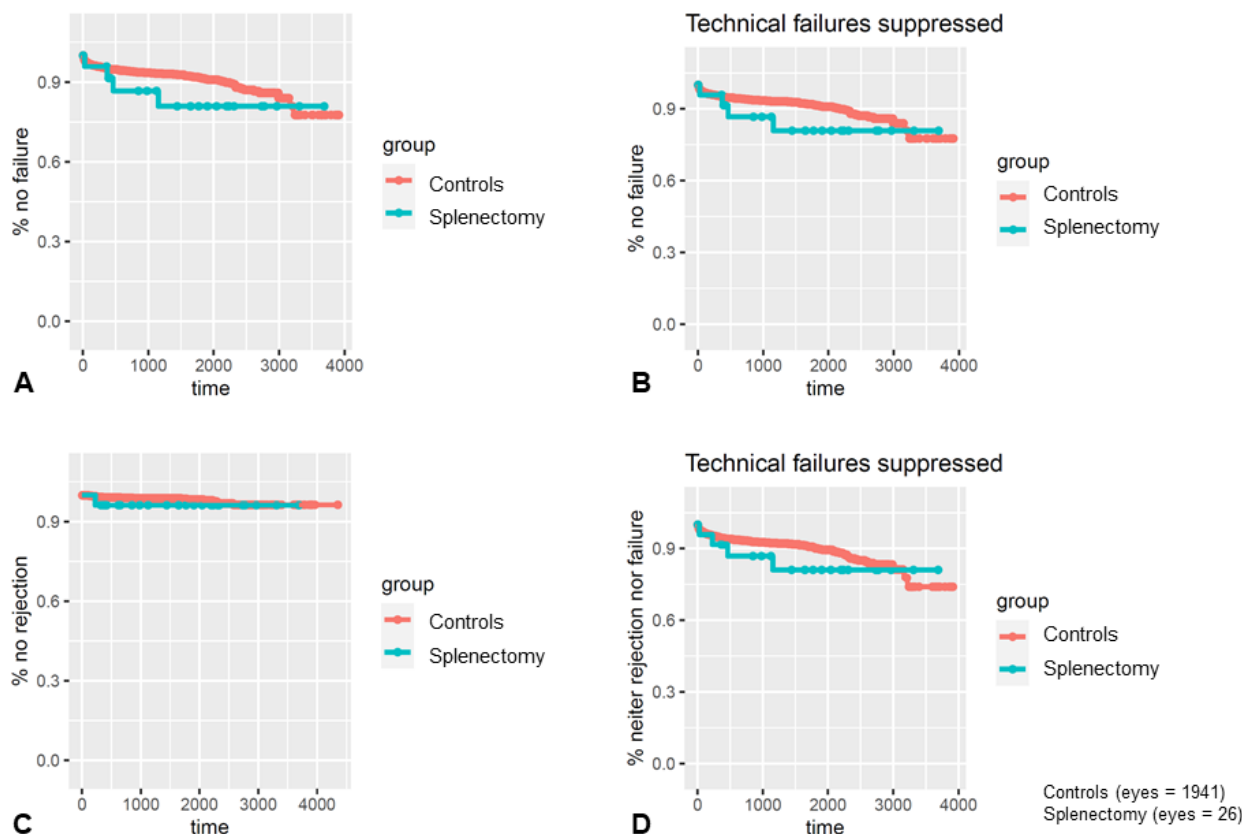 % no failure
0.9
0.6
0.3
0.0
0 1000 2000 3000 4000
time
A
group
Controls
Splenectomy
Technical failures suppressed
% no failure
0.9
0.6
0.3
0.0
0 1000 2000 3000 4000
time
B
group
Controls
Splenectomy
% no rejection
0.9
0.6
0.3
0.0
0 1000 2000 3000 4000
time
C
group
Controls
Splenectomy
Technical failures suppressed
% neiter rejection nor failure
0.9
0.6
0.3
0.0
0 1000 2000 3000 4000
time
D
group
Controls
Splenectomy
Controls (eyes = 1941)
Splenectomy (eyes = 26)